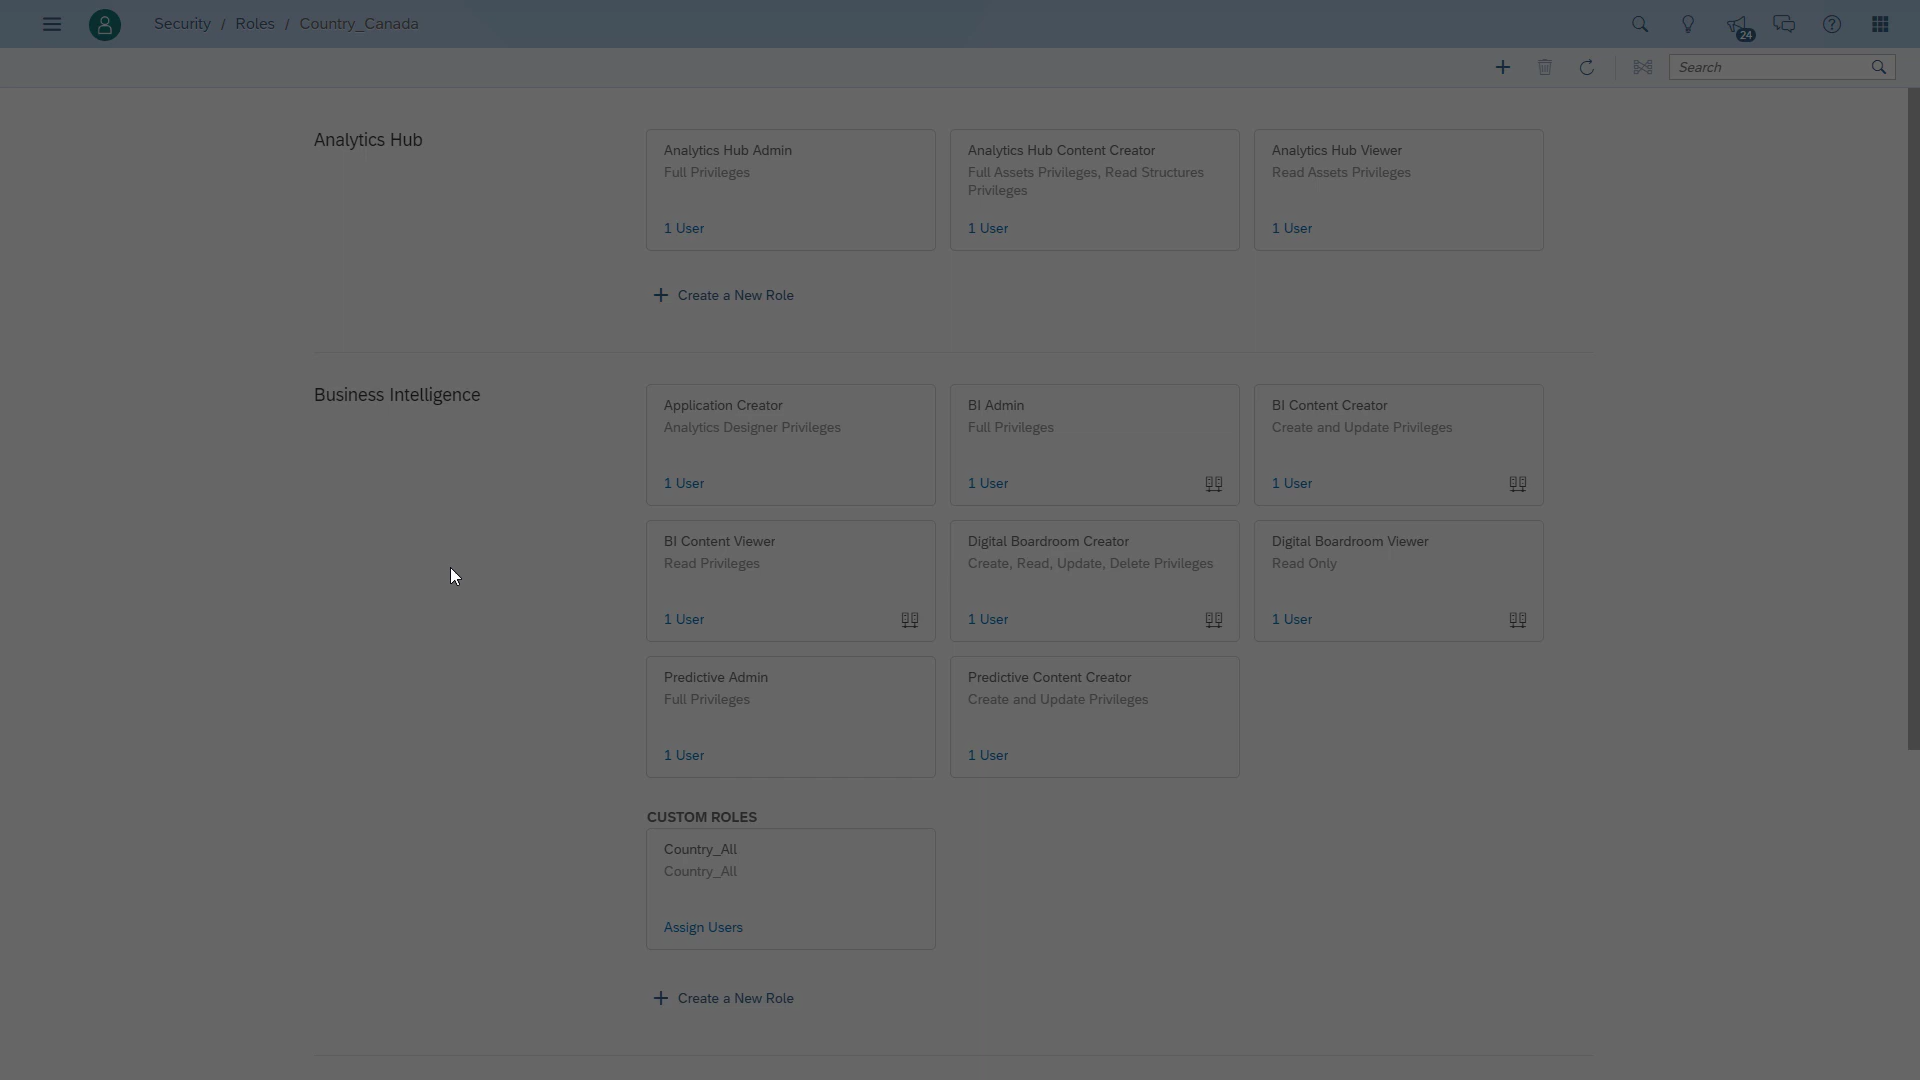 Security / Roles / Country_Canada
24
Search
Analytics Hub
Analytics Hub Admin
Full Privileges
1 User
Analytics Hub Content Creator
Full Assets Privileges, Read Structures
Privileges
1 User
Analytics Hub Viewer
Read Assets Privileges
1 User
Create a New Role
Business Intelligence
Application Creator
Analytics Designer Privileges
1 User
BI Admin
Full Privileges
1 User
BI Content Creator
Create and Update Privileges
1 User
BI Content Viewer
Read Privileges
1 User
Digital Boardroom Creator
Create, Read, Update, Delete Privileges
1 User
Digital Boardroom Viewer
Read Only
1 User
Predictive Admin
Full Privileges
1 User
Predictive Content Creator
Create and Update Privileges
1 User
CUSTOM ROLES
Country_All
Country_All
Assign Users
Create a New Role